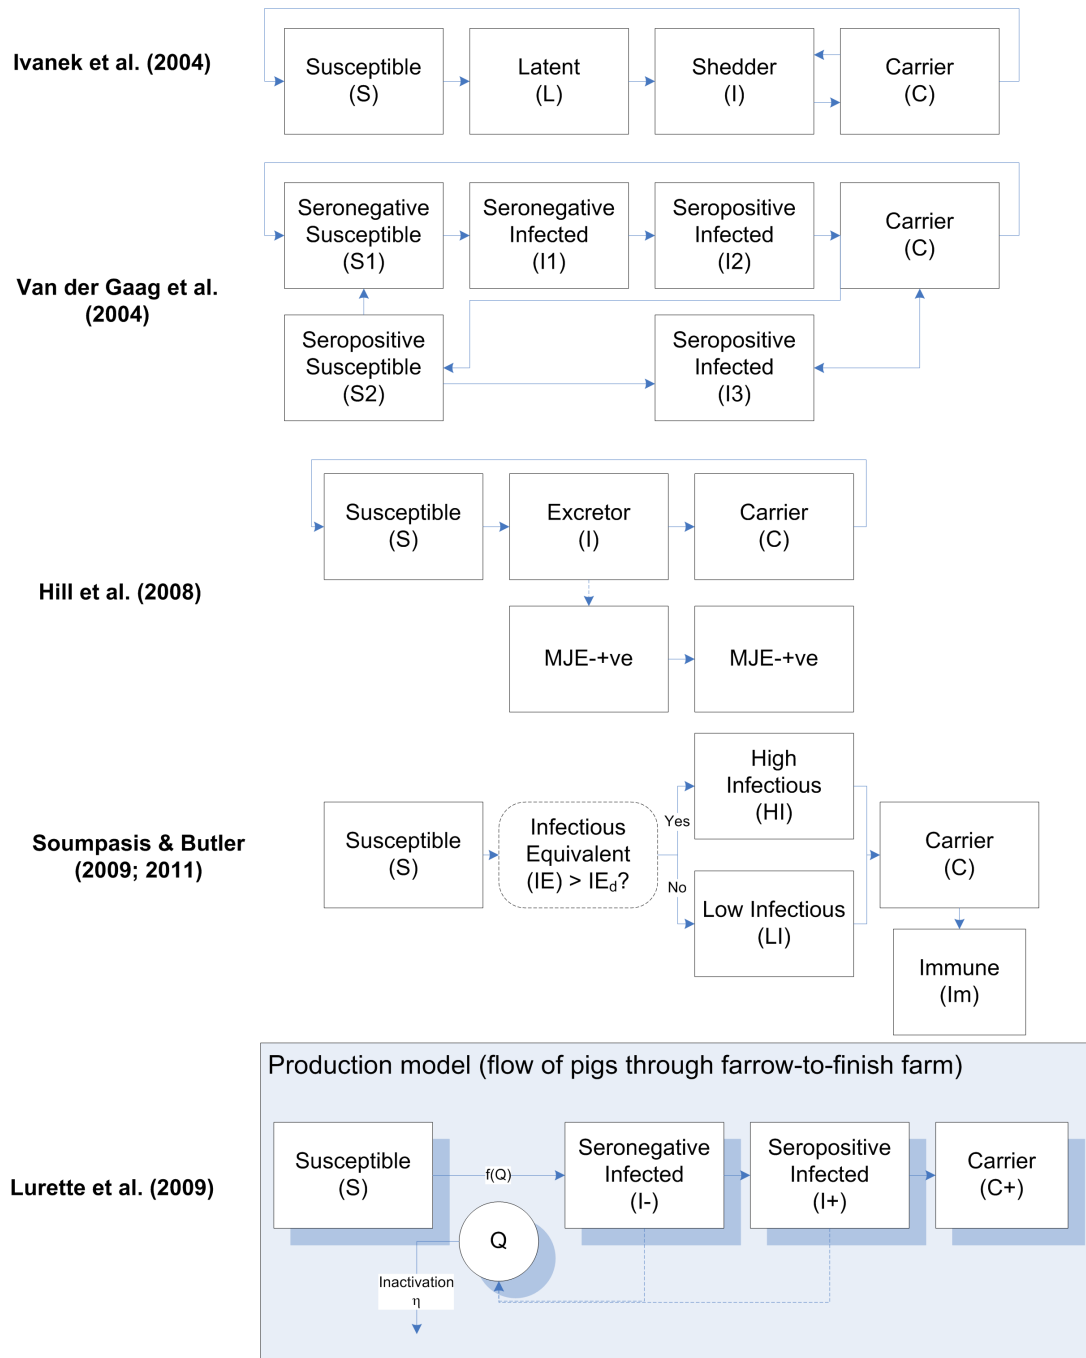 Ivanek et al. (2004)
Susceptible
(S)
Latent
(L)
Shedder
(I)
Carrier
(C)
Van der Gaag et al.
(2004)
Seronegative
Susceptible
(S1)
Seronegative
Infected
(I1)
Seropositive
Infected
(I2)
Carrier
(C)
Seropositive
Susceptible
(S2)
Seropositive
Infected
(I3)
Hill et al. (2008)
Susceptible
(S)
Excretor
(I)
Carrier
(C)
MJE-+ve
MJE-+ve
Soumpasis & Butler
(2009; 2011)
Susceptible
(S)
Infectious
Equivalent
(IE) > IEd?
Yes
No
High
Infectious
(HI)
Low Infectious
(LI)
Carrier
(C)
Immune
(Im)
Lurette et al. (2009)
Production model (flow of pigs through farrow-to-finish farm)
Susceptible
(S)
f(Q)
Seronegative
Infected
(I-)
Seropositive
Infected
(I+)
Carrier
(C+)
Q
Inactivation
η